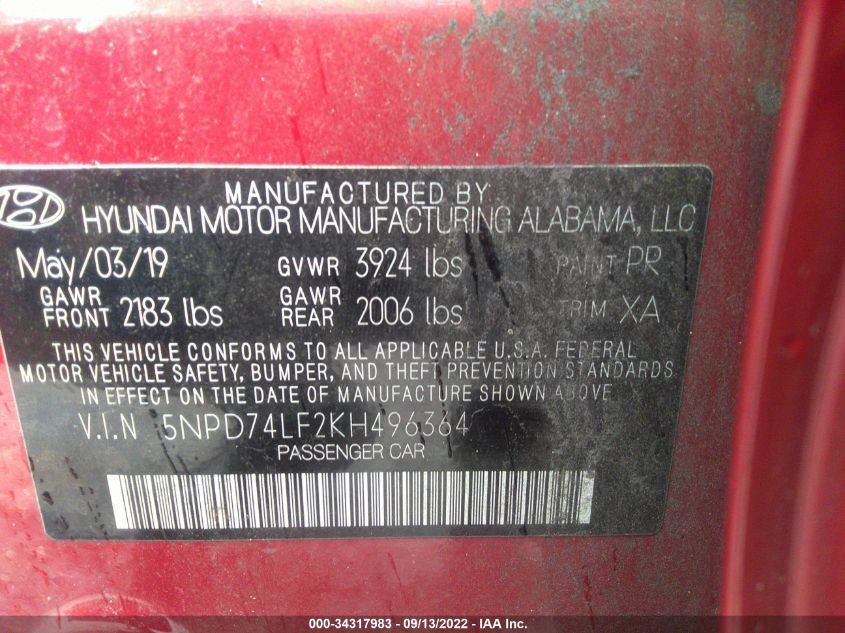 MANUFACTURED BY
HYUNDAI MOTOR MANUFACTURING ALABAMA, LLC
May/03/19 GVWR 3924 lbs PAINT PR
GAWR FRONT 2183 lbs GAWR REAR 2006 lbs TRIM XA
THIS VEHICLE CONFORMS TO ALL APPLICABLE U.S.A. FEDERAL
MOTOR VEHICLE SAFETY, BUMPER, AND THEFT PREVENTION STANDARDS
IN EFFECT ON THE DATE OF MANUFACTURE SHOWN ABOVE
V.I.N 5NPD74LF2KH496364
PASSENGER CAR
000-34317983 - 09/13/2022 - IAA Inc.